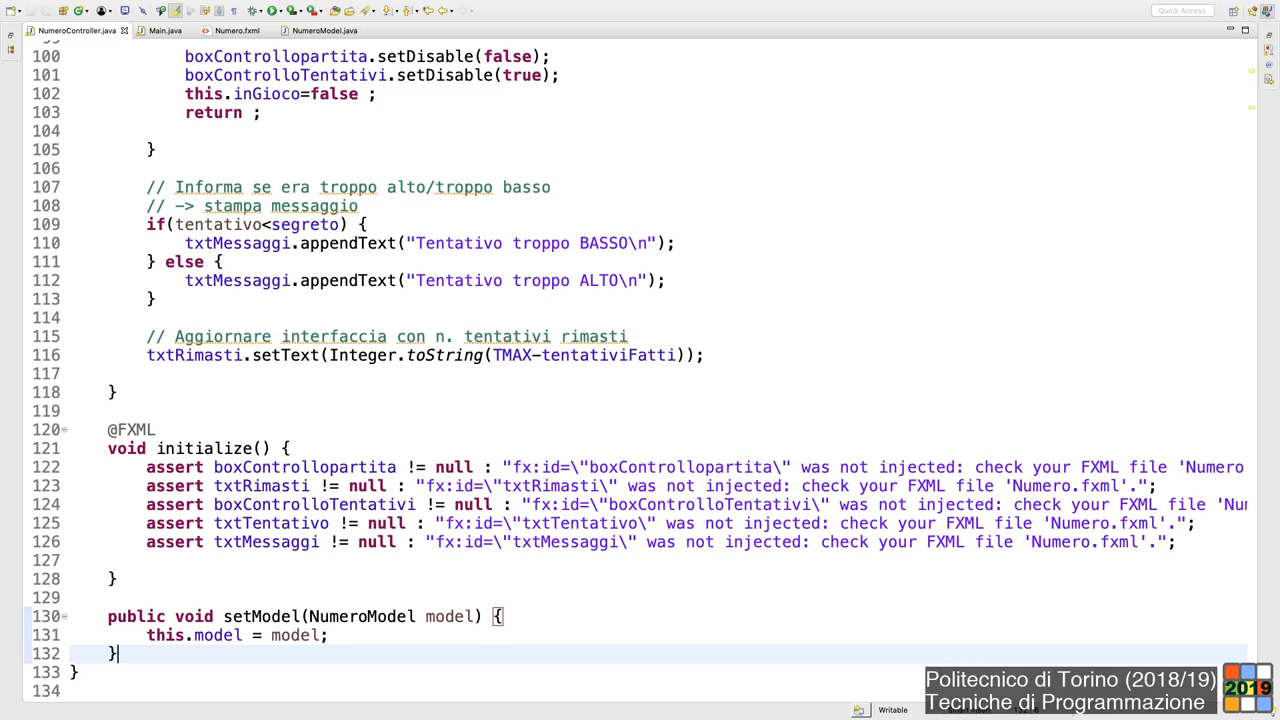 Quick Access
NumeroController.java Main.java Numero.fxml NumeroModel.java
100 boxControllopartita.setDisable(false);
101 boxControlloTentativi.setDisable(true);
102 this.inGioco=false ;
103 return ;
104
105 }
106
107 // Informa se era troppo alto/troppo basso
108 // -> stampa messaggio
109 if(tentativo<segreto) {
110 txtMessaggi.appendText("Tentativo troppo BASSO\n");
111 } else {
112 txtMessaggi.appendText("Tentativo troppo ALTO\n");
113 }
114
115 // Aggiornare interfaccia con n. tentativi rimasti
116 txtRimasti.setText(Integer.toString(TMAX-tentativiFatti));
117
118 }
119
120 @FXML
121 void initialize() {
122 assert boxControllopartita != null : "fx:id=\"boxControllopartita\" was not injected: check your FXML file 'Numero
123 assert txtRimasti != null : "fx:id=\"txtRimasti\" was not injected: check your FXML file 'Numero.fxml'.";
124 assert boxControlloTentativi != null : "fx:id=\"boxControlloTentativi\" was not injected: check your FXML file 'Nu
125 assert txtTentativo != null : "fx:id=\"txtTentativo\" was not injected: check your FXML file 'Numero.fxml'.";
126 assert txtMessaggi != null : "fx:id=\"txtMessaggi\" was not injected: check your FXML file 'Numero.fxml'.";
127
128 }
129
130 public void setModel(NumeroModel model) {
131 this.model = model;
132 }
133 }
134
Politecnico di Torino (2018/19)
Tecniche di Programmazione
2019
Writable